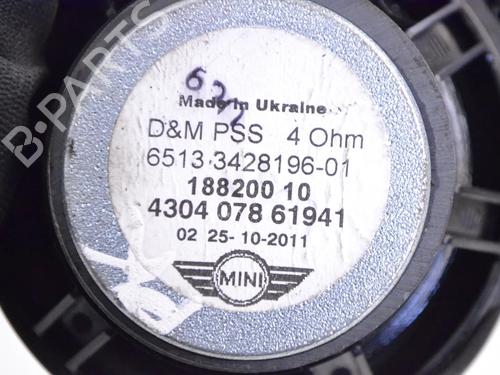 B-PARTS
Made in Ukraine
D&M PSS 4 Ohm
6513 3428196-01
188200 10
4304 078 61941
02 25-10-2011
MINI